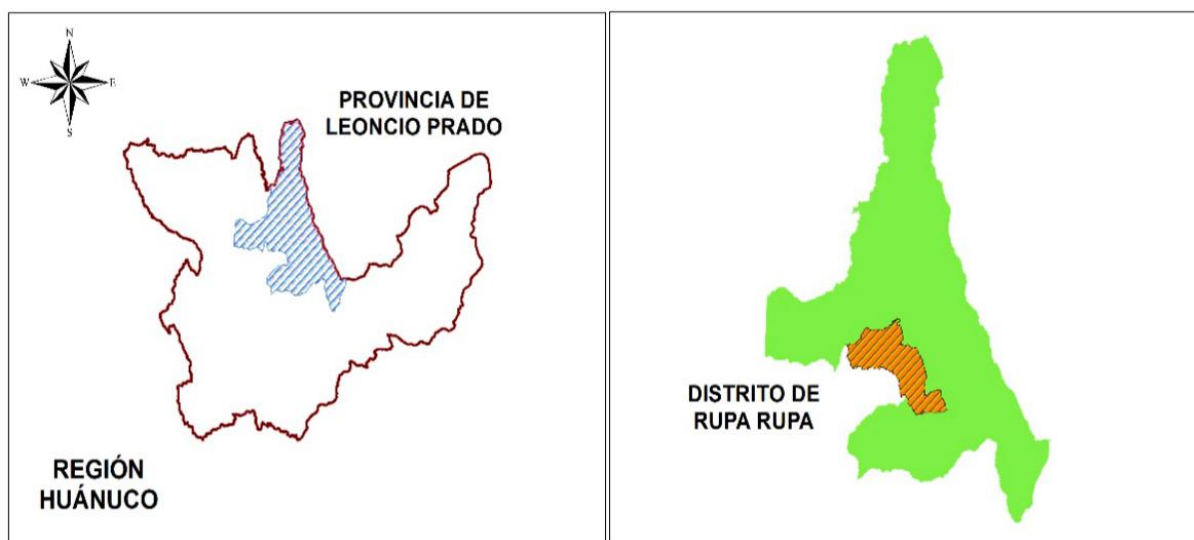 N
W
E
S
PROVINCIA DE
LEONCIO PRADO
REGIÓN
HUÁNUCO
DISTRITO DE
RUPA RUPA